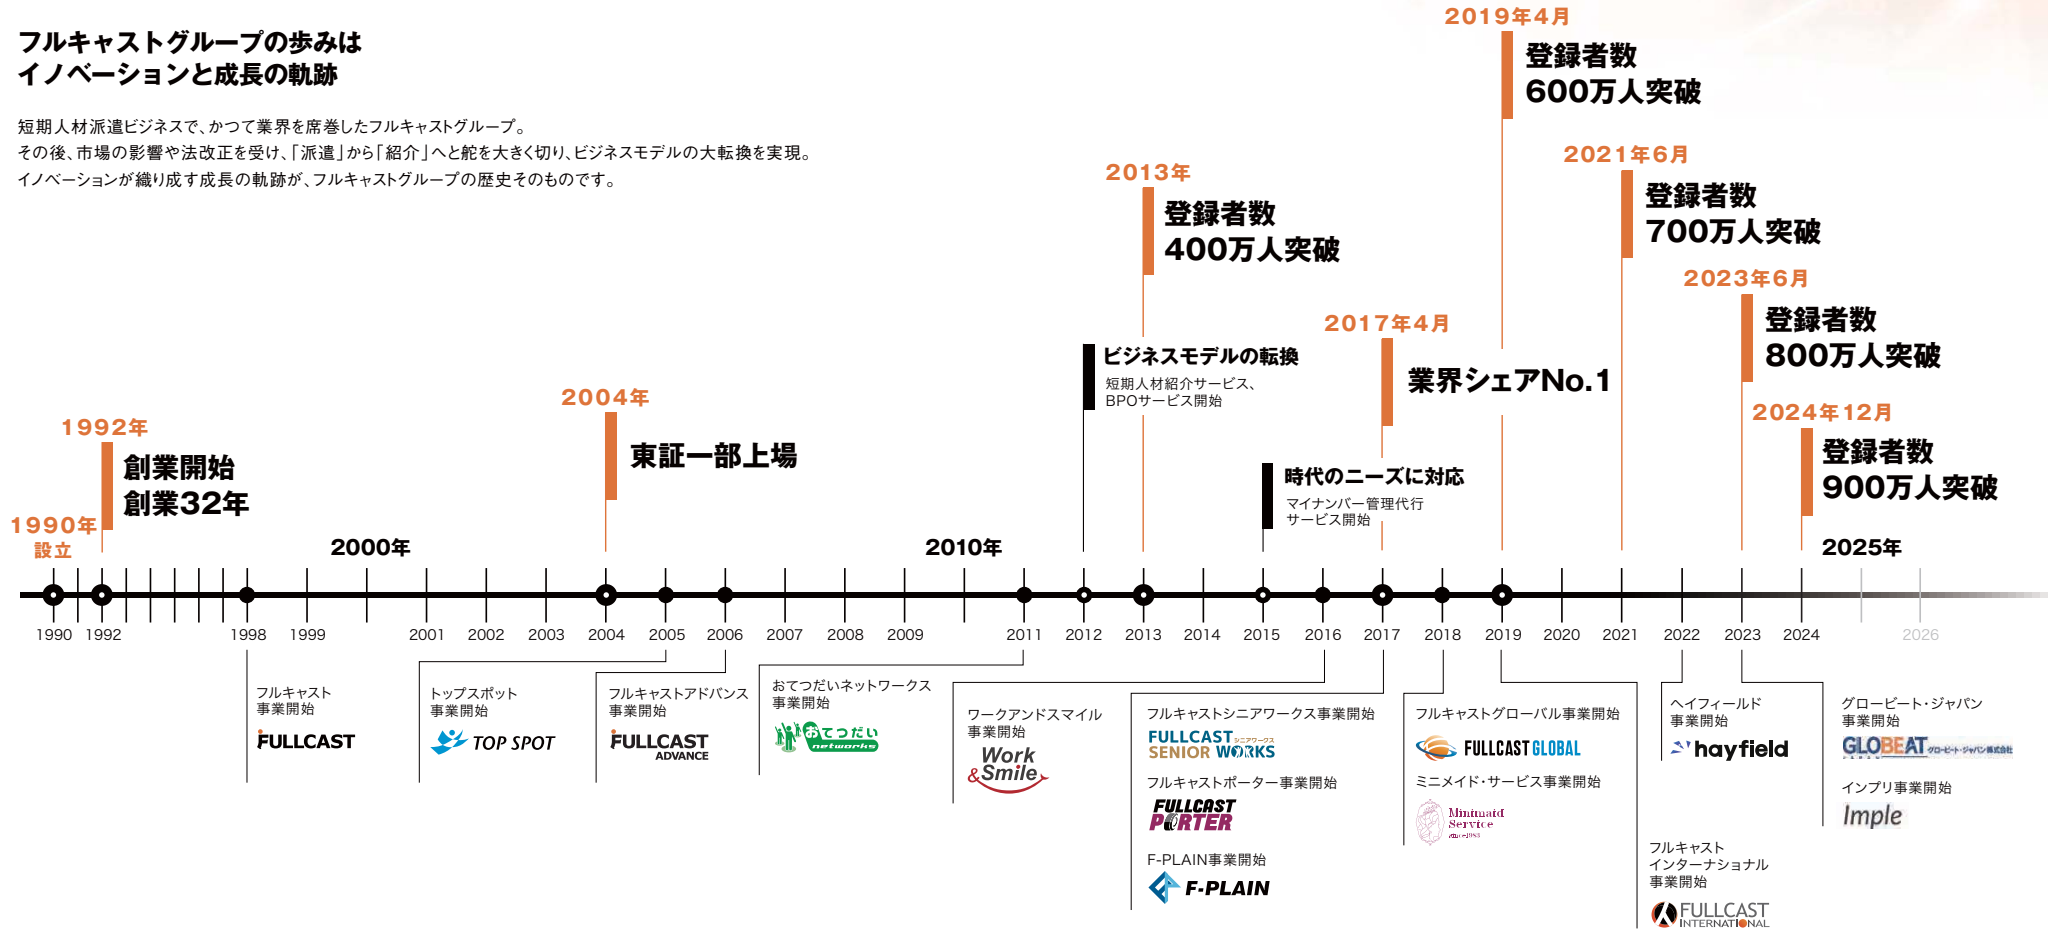 フルキャストグループの歩みは
イノベーションと成長の軌跡
短期人材派遣ビジネスで、かつて業界を席巻したフルキャストグループ。
その後、市場の影響や法改正を受け、「派遣」から「紹介」へと舵を大きく切り、ビジネスモデルの大転換を実現。
イノベーションが織り成す成長の軌跡が、フルキャストグループの歴史そのものです。
1990年
設立
1992年
創業開始
創業32年
2004年
東証一部上場
ビジネスモデルの転換
短期人材紹介サービス、
BPOサービス開始
2013年
登録者数
400万人突破
時代のニーズに対応
マイナンバー管理代行
サービス開始
2017年4月
業界シェアNo.1
2019年4月
登録者数
600万人突破
2021年6月
登録者数
700万人突破
2023年6月
登録者数
800万人突破
2024年12月
登録者数
900万人突破
2000年
2010年
2025年
1990
1992
1998
1999
2001
2002
2003
2004
2005
2006
2007
2008
2009
2011
2012
2013
2014
2015
2016
2017
2018
2019
2020
2021
2022
2023
2024
2026
フルキャスト
事業開始
FULLCAST
トップスポット
事業開始
TOP SPOT
フルキャストアドバンス
事業開始
FULLCAST
ADVANCE
おてつだいネットワークス
事業開始
おてつだい
networks
ワークアンドスマイル
事業開始
Work
&Smile
フルキャストシニアワークス事業開始
FULLCAST シニアワークス
SENIOR WORKS
フルキャストポーター事業開始
FULLCAST
PORTER
F-PLAIN事業開始
F-PLAIN
フルキャストグローバル事業開始
FULLCAST GLOBAL
ミニメイド・サービス事業開始
Minimaid
Service
since1983
フルキャスト
インターナショナル
事業開始
FULLCAST
INTERNATIONAL
ヘイフィールド
事業開始
hayfield
グロービート・ジャパン
事業開始
GLOBEAT グロービート・ジャパン株式会社
JAPAN
インプリ事業開始
Imple